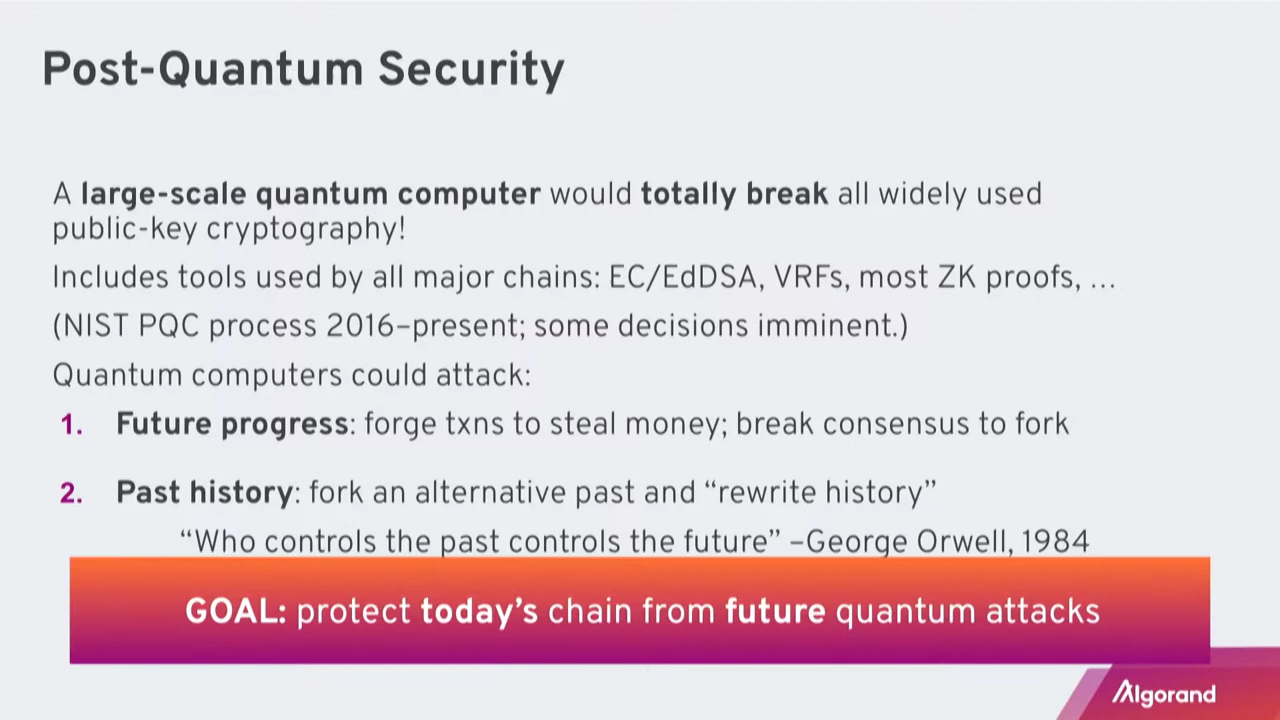 Post-Quantum Security
A large-scale quantum computer would totally break all widely used
public-key cryptography!
Includes tools used by all major chains: EC/EdDSA, VRFs, most ZK proofs, …
(NIST PQC process 2016–present; some decisions imminent.)
Quantum computers could attack:
1. Future progress: forge txns to steal money; break consensus to fork
2. Past history: fork an alternative past and “rewrite history”
“Who controls the past controls the future” –George Orwell, 1984
GOAL: protect today’s chain from future quantum attacks
Algorand